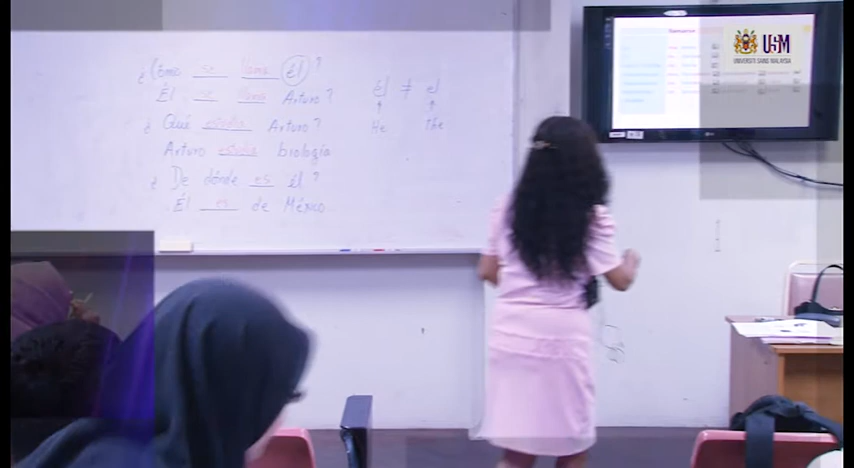 ¿Cómo se llama él?
Él se llama Arturo?
¿ Qué estudia Arturo?
Arturo estudia biología
¿ De dónde es él?
Él es de México
él ≠ el
↑ ↑
He the
USM
UNIVERSITI SAINS MALAYSIA